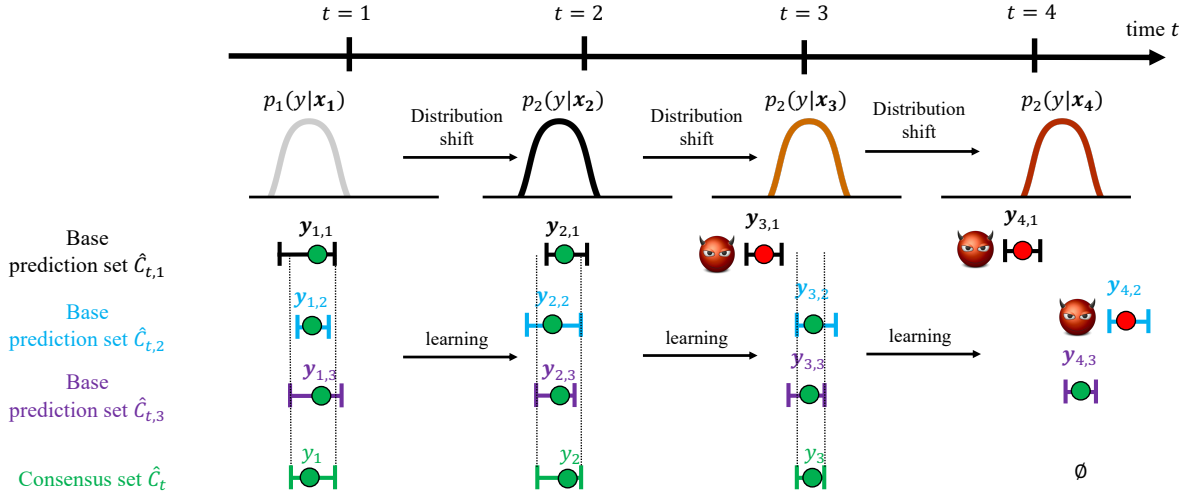 t = 1 t = 2 t = 3 t = 4
time t
p₁(y|x₁) p₂(y|x₂) p₂(y|x₃) p₂(y|x₄)
Distribution shift
Distribution shift
Distribution shift
Base
prediction set Ĉt,1
y1,1 y2,1 y3,1 y4,1
Base
prediction set Ĉt,2
y1,2 y2,2 y3,2 y4,2
learning learning learning
Base
prediction set Ĉt,3
y1,3 y2,3 y3,3 y4,3
Consensus set Ĉt
y1 y2 y3 ∅